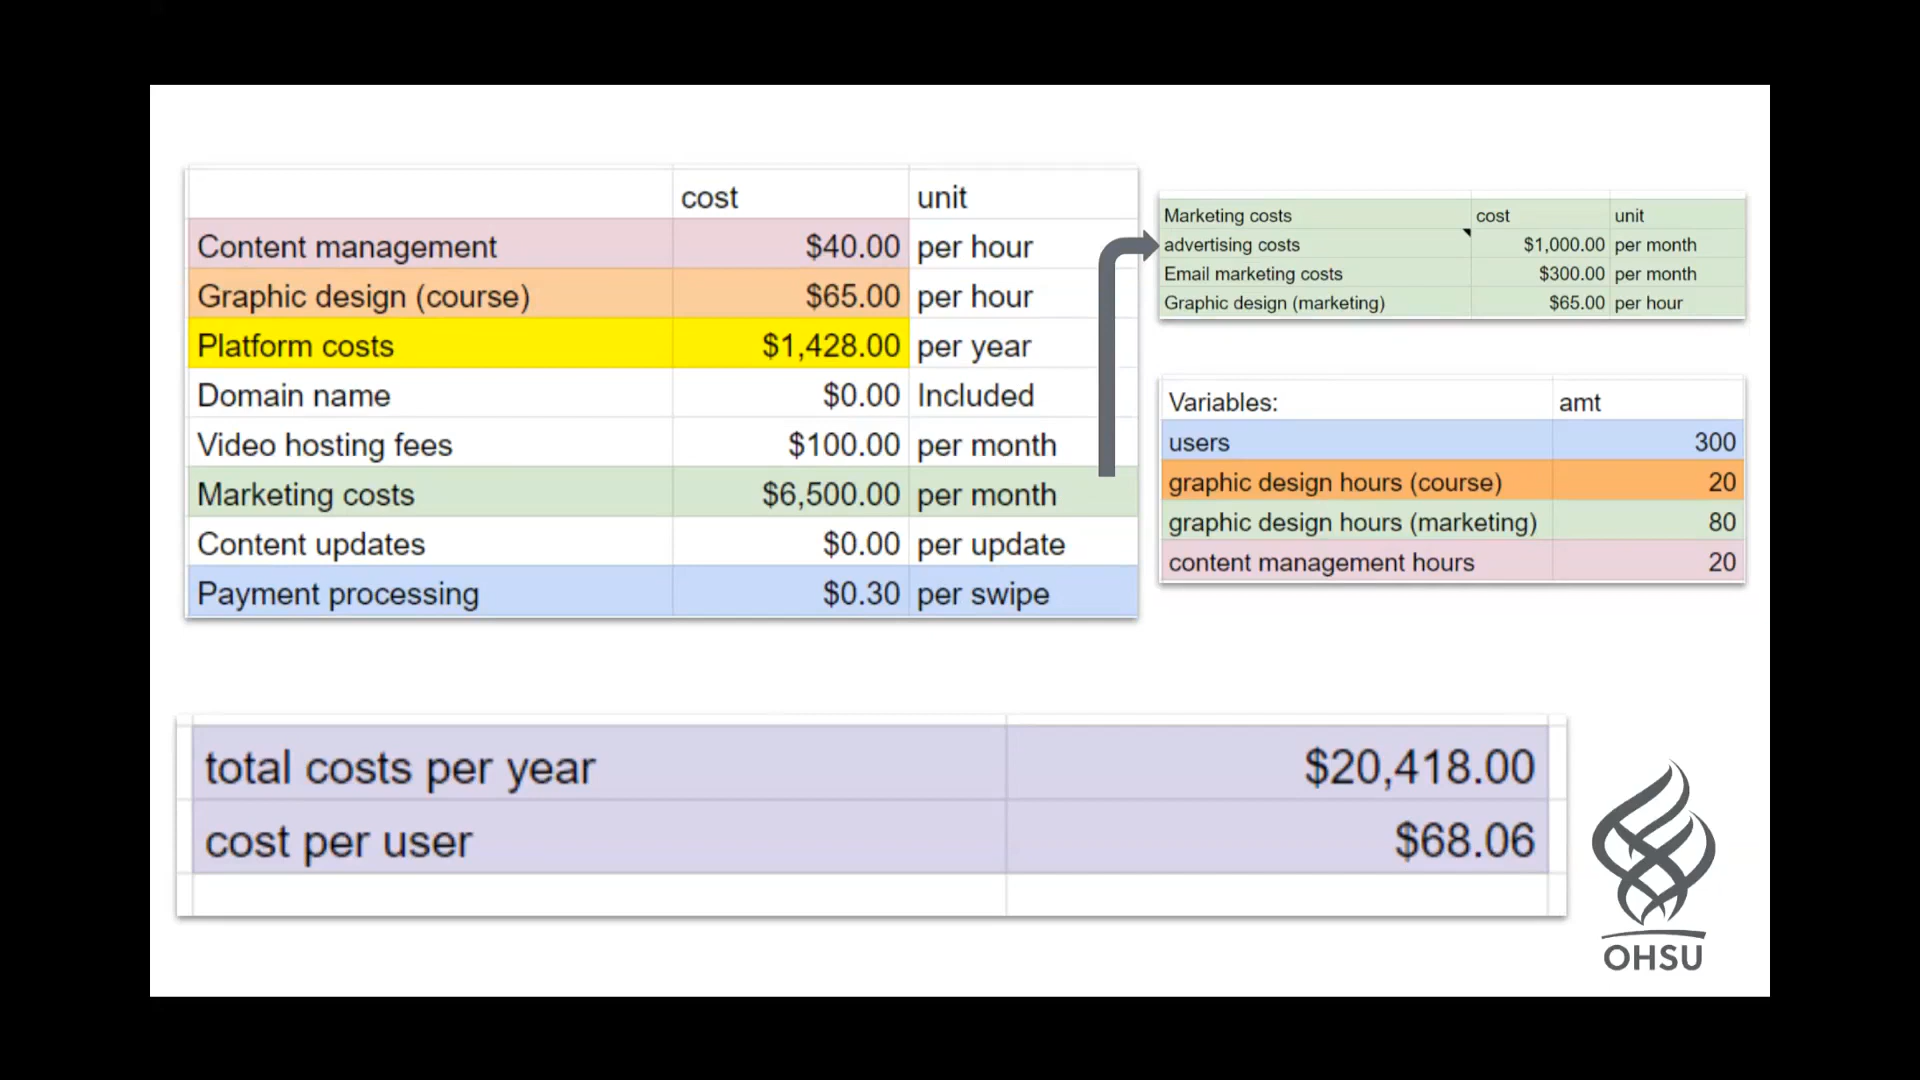 cost unit
Content management $40.00 per hour
Graphic design (course) $65.00 per hour
Platform costs $1,428.00 per year
Domain name $0.00 Included
Video hosting fees $100.00 per month
Marketing costs $6,500.00 per month
Content updates $0.00 per update
Payment processing $0.30 per swipe
Marketing costs cost unit
advertising costs $1,000.00 per month
Email marketing costs $300.00 per month
Graphic design (marketing) $65.00 per hour
Variables: amt
users 300
graphic design hours (course) 20
graphic design hours (marketing) 80
content management hours 20
total costs per year $20,418.00
cost per user $68.06
OHSU